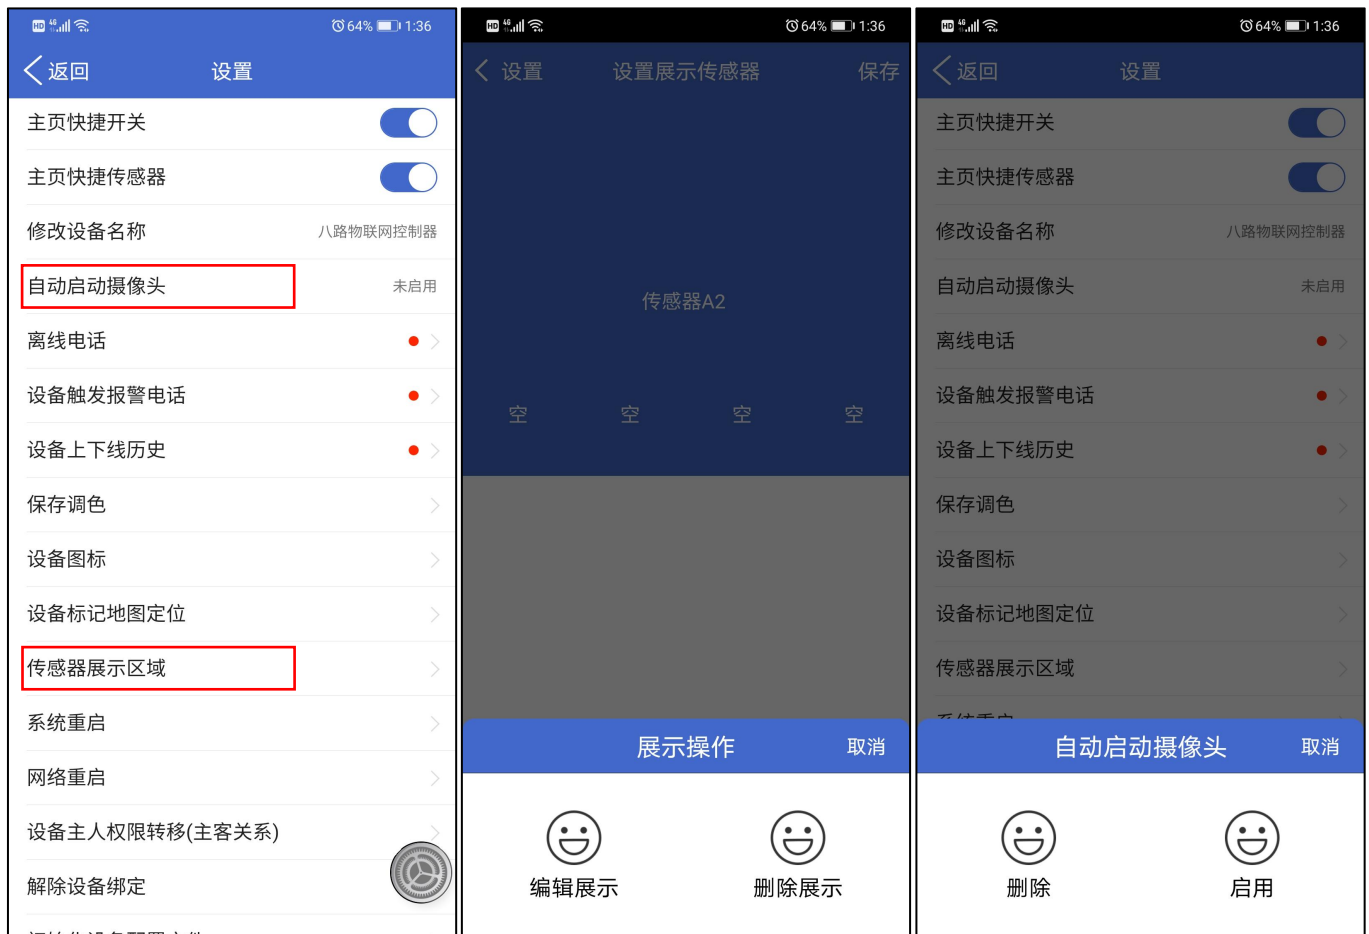 HD 46 64% 1:36
返回 设置
主页快捷开关
主页快捷传感器
修改设备名称 八路物联网控制器
自动启动摄像头 未启用
离线电话
设备触发报警电话
设备上下线历史
保存调色
设备图标
设备标记地图定位
传感器展示区域
系统重启
网络重启
设备主人权限转移(主客关系)
解除设备绑定
HD 46 64% 1:36
设置 设置展示传感器 保存
传感器A2
空 空 空 空
展示操作 取消
编辑展示 删除展示
HD 46 64% 1:36
返回 设置
主页快捷开关
主页快捷传感器
修改设备名称 八路物联网控制器
自动启动摄像头 未启用
离线电话
设备触发报警电话
设备上下线历史
保存调色
设备图标
设备标记地图定位
传感器展示区域
系统重启
自动启动摄像头 取消
删除 启用